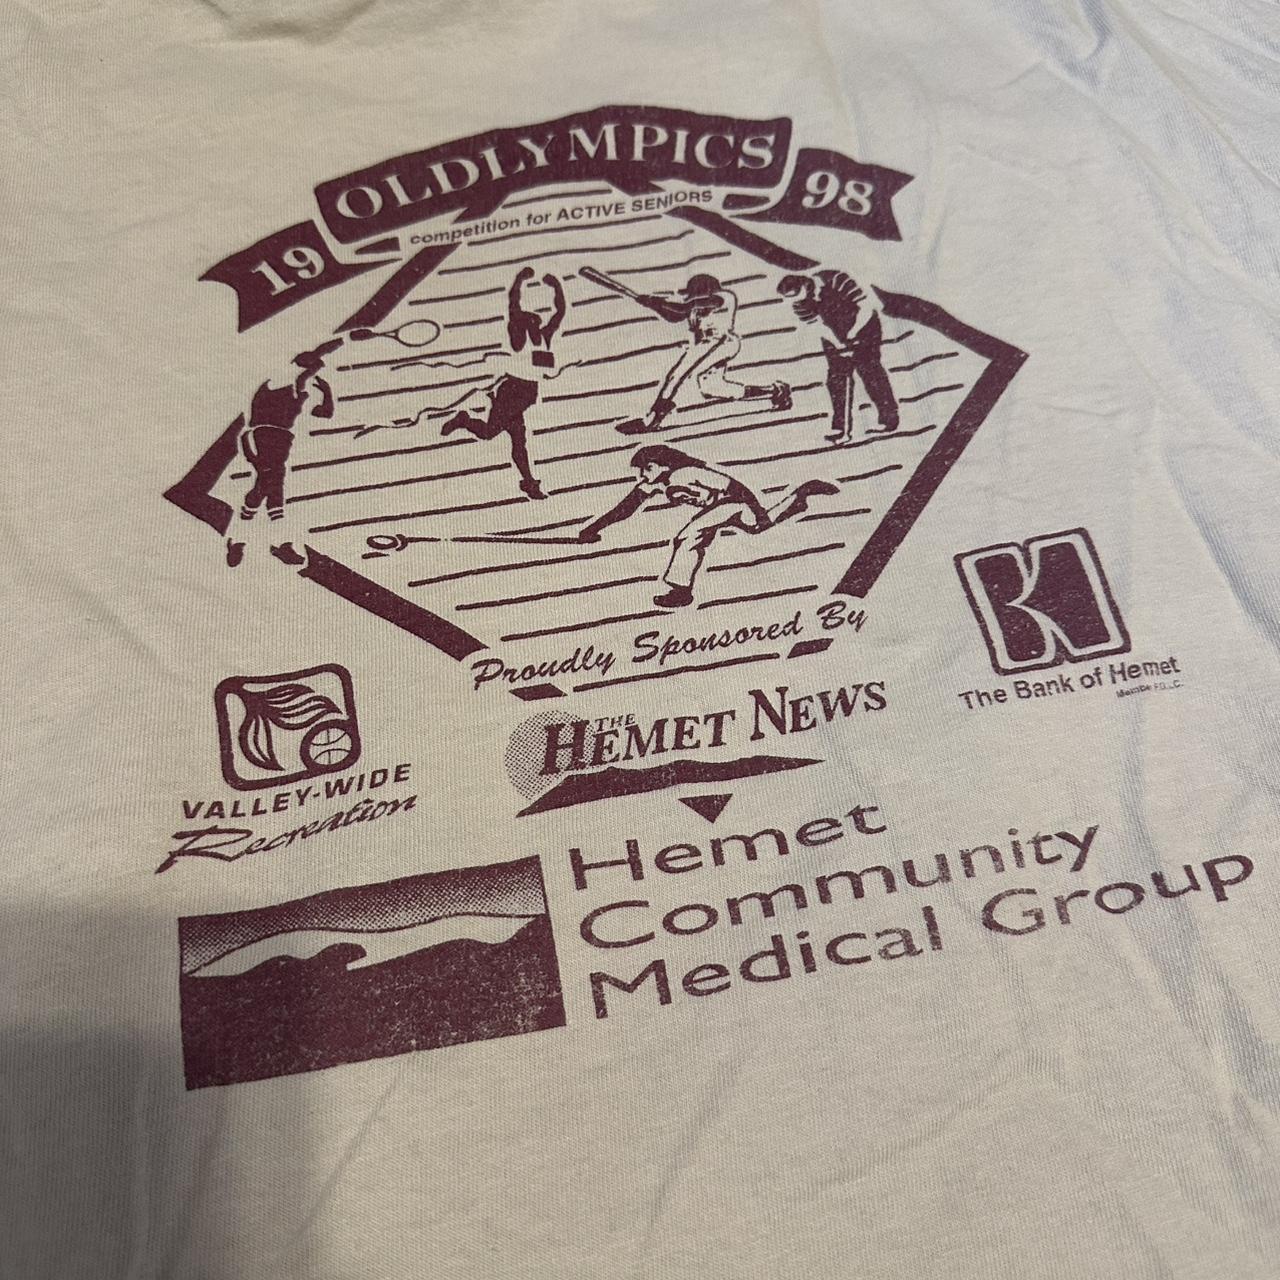 19 OLDLYMPICS 98
competition for ACTIVE SENIORS
Proudly Sponsored By
VALLEY-WIDE
Recreation
THE
HEMET NEWS
The Bank of Hemet
Hemet
Community
Medical Group